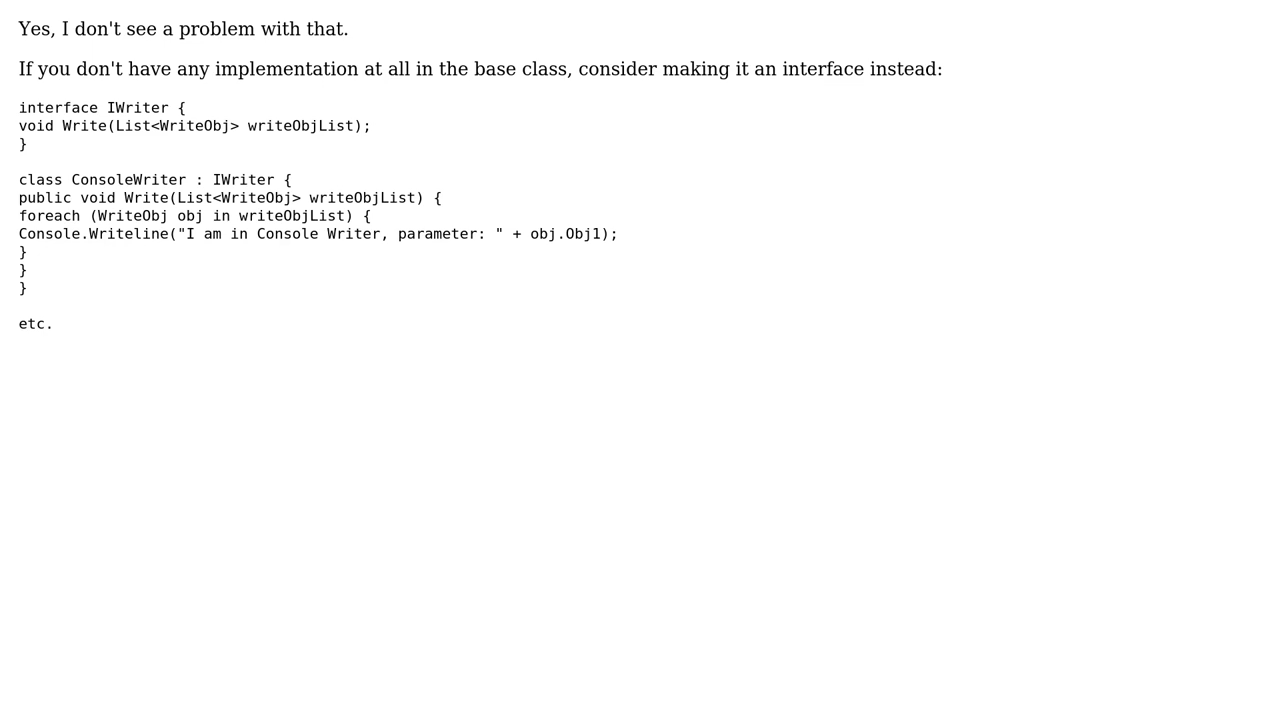 Yes, I don't see a problem with that.
If you don't have any implementation at all in the base class, consider making it an interface instead:
interface IWriter {
void Write(List<WriteObj> writeObjList);
}
class ConsoleWriter : IWriter {
public void Write(List<WriteObj> writeObjList) {
foreach (WriteObj obj in writeObjList) {
Console.Writeline("I am in Console Writer, parameter: " + obj.Obj1);
}
}
}
etc.